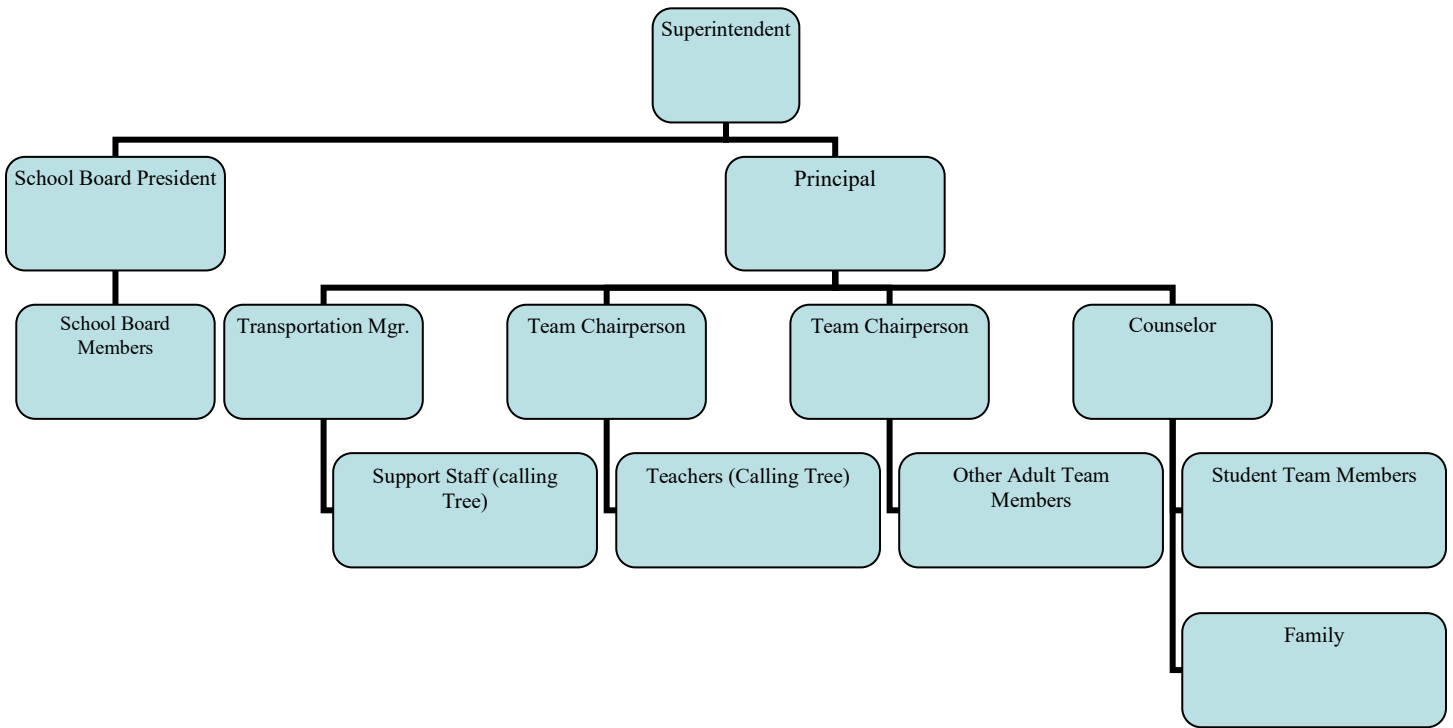 Superintendent
School Board President
Principal
School Board
Members
Transportation Mgr.
Team Chairperson
Team Chairperson
Counselor
Support Staff (calling
Tree)
Teachers (Calling Tree)
Other Adult Team
Members
Student Team Members
Family